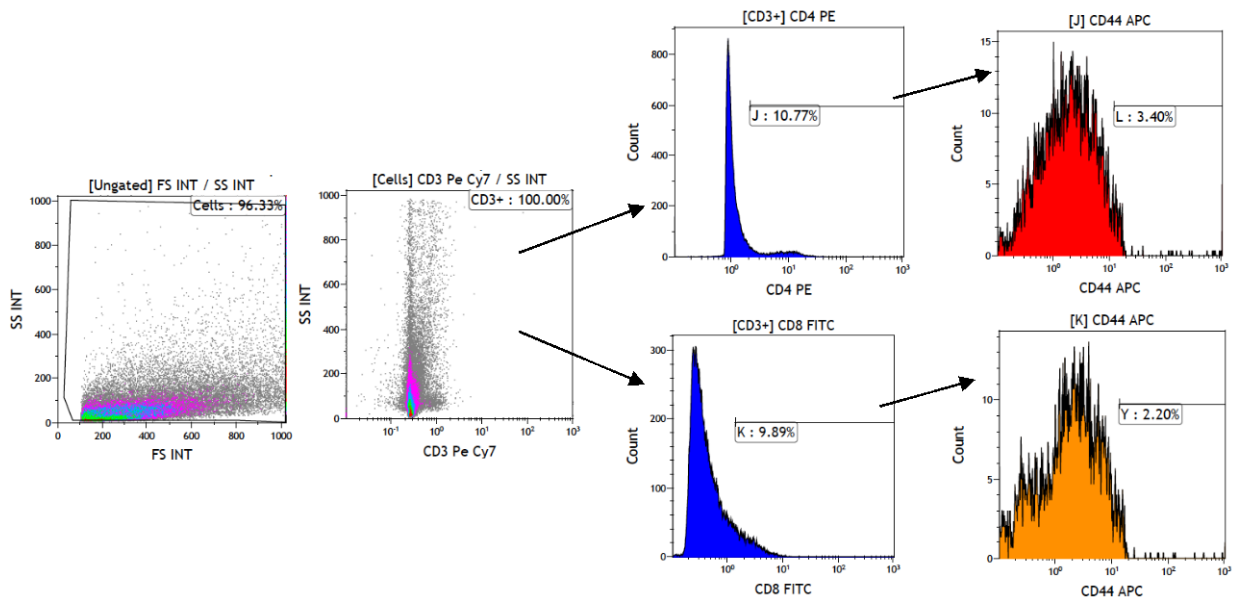 [Ungated] FS INT / SS INT
Cells : 96.33%
1000
800
600
400
200
0
SS INT
0 200 400 600 800 1000
FS INT
[Cells] CD3 Pe Cy7 / SS INT
CD3+ : 100.00%
1000
800
600
400
200
0
SS INT
10-1 100 101 102 103
CD3 Pe Cy7
[CD3+] CD4 PE
J : 10.77%
800
600
400
200
0
Count
100 101 102 103
CD4 PE
[J] CD44 APC
L : 3.40%
15
10
5
0
Count
100 101 102 103
CD44 APC
[CD3+] CD8 FITC
K : 9.89%
300
200
100
0
Count
100 101 102 103
CD8 FITC
[K] CD44 APC
Y : 2.20%
10
5
0
Count
100 101 102 103
CD44 APC